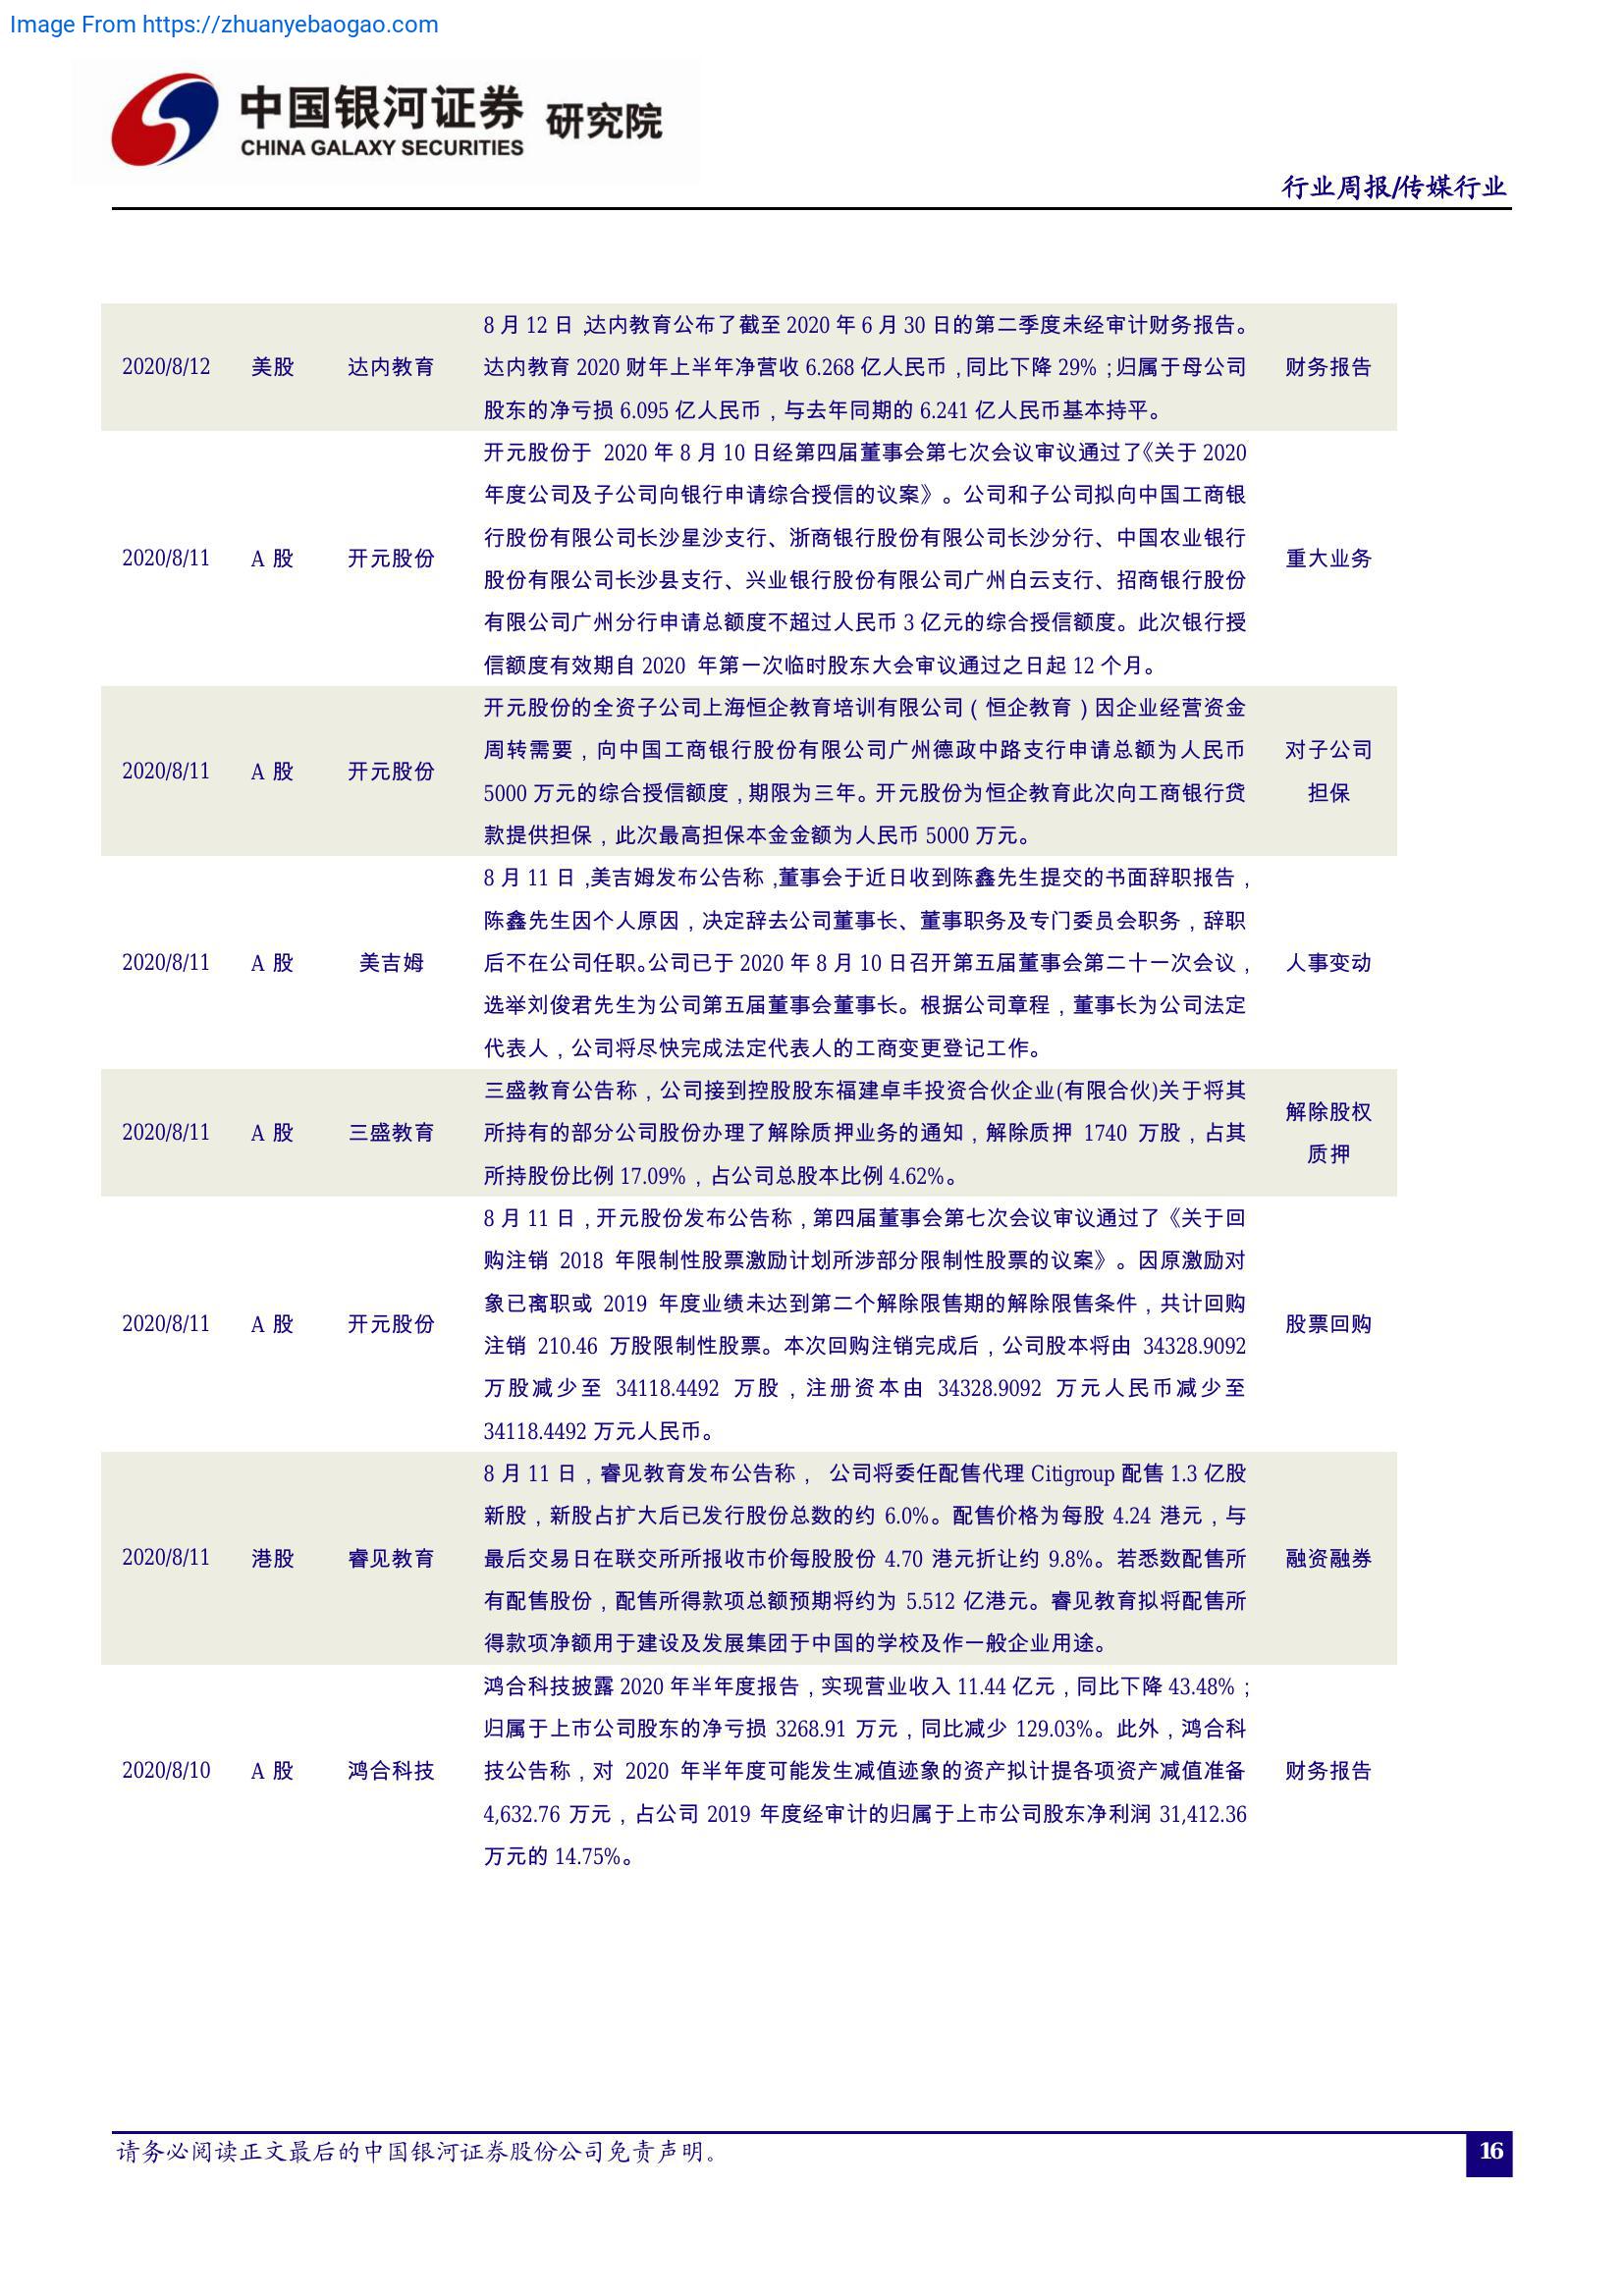 Image From https://zhuanyebaogao.com
中国银河证券 研究院
CHINA GALAXY SECURITIES
行业周报/传媒行业
8 月 12 日，达内教育公布了截至 2020 年 6 月 30 日的第二季度未经审计财务报告。
2020/8/12 美股 达内教育 达内教育 2020 财年上半年净营收 6.268 亿人民币，同比下降 29%；归属于母公司 财务报告
股东的净亏损 6.095 亿人民币，与去年同期的 6.241 亿人民币基本持平。
开元股份于 2020 年 8 月 10 日经第四届董事会第七次会议审议通过了《关于 2020
年度公司及子公司向银行申请综合授信的议案》。公司和子公司拟向中国工商银
行股份有限公司长沙星沙支行、浙商银行股份有限公司长沙分行、中国农业银行
2020/8/11 A 股 开元股份 重大业务
股份有限公司长沙县支行、兴业银行股份有限公司广州白云支行、招商银行股份
有限公司广州分行申请总额度不超过人民币 3 亿元的综合授信额度。此次银行授
信额度有效期自 2020 年第一次临时股东大会审议通过之日起 12 个月。
开元股份的全资子公司上海恒企教育培训有限公司（恒企教育）因企业经营资金
周转需要，向中国工商银行股份有限公司广州德政中路支行申请总额为人民币 对子公司
2020/8/11 A 股 开元股份
5000 万元的综合授信额度，期限为三年。开元股份为恒企教育此次向工商银行贷 担保
款提供担保，此次最高担保本金金额为人民币 5000 万元。
8 月 11 日，美吉姆发布公告称，董事会于近日收到陈鑫先生提交的书面辞职报告，
陈鑫先生因个人原因，决定辞去公司董事长、董事职务及专门委员会职务，辞职
2020/8/11 A 股 美吉姆 后不在公司任职。公司已于 2020 年 8 月 10 日召开第五届董事会第二十一次会议， 人事变动
选举刘俊君先生为公司第五届董事会董事长。根据公司章程，董事长为公司法定
代表人，公司将尽快完成法定代表人的工商变更登记工作。
三盛教育公告称，公司接到控股股东福建卓丰投资合伙企业(有限合伙)关于将其 解除股权
2020/8/11 A 股 三盛教育 所持有的部分公司股份办理了解除质押业务的通知，解除质押 1740 万股，占其
质押
所持股份比例 17.09%，占公司总股本比例 4.62%。
8 月 11 日，开元股份发布公告称，第四届董事会第七次会议审议通过了《关于回
购注销 2018 年限制性股票激励计划所涉部分限制性股票的议案》。因原激励对
象已离职或 2019 年度业绩未达到第二个解除限售期的解除限售条件，共计回购
2020/8/11 A 股 开元股份 股票回购
注销 210.46 万股限制性股票。本次回购注销完成后，公司股本将由 34328.9092
万股减少至 34118.4492 万股，注册资本由 34328.9092 万元人民币减少至
34118.4492 万元人民币。
8 月 11 日，睿见教育发布公告称， 公司将委任配售代理 Citigroup 配售 1.3 亿股
新股，新股占扩大后已发行股份总数的约 6.0%。配售价格为每股 4.24 港元，与
2020/8/11 港股 睿见教育 最后交易日在联交所所报收市价每股股份 4.70 港元折让约 9.8%。若悉数配售所 融资融券
有配售股份，配售所得款项总额预期将约为 5.512 亿港元。睿见教育拟将配售所
得款项净额用于建设及发展集团于中国的学校及作一般企业用途。
鸿合科技披露 2020 年半年度报告，实现营业收入 11.44 亿元，同比下降 43.48%；
归属于上市公司股东的净亏损 3268.91 万元，同比减少 129.03%。此外，鸿合科
2020/8/10 A 股 鸿合科技 技公告称，对 2020 年半年度可能发生减值迹象的资产拟计提各项资产减值准备 财务报告
4,632.76 万元，占公司 2019 年度经审计的归属于上市公司股东净利润 31,412.36
万元的 14.75%。
请务必阅读正文最后的中国银河证券股份公司免责声明。 16